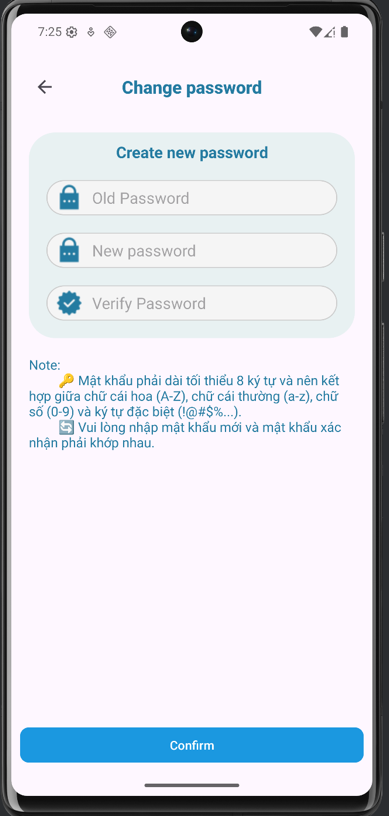 7:25
Change password
Create new password
Old Password
New password
Verify Password
Note:
🔑 Mật khẩu phải dài tối thiểu 8 ký tự và nên kết
hợp giữa chữ cái hoa (A-Z), chữ cái thường (a-z), chữ
số (0-9) và ký tự đặc biệt (!@#$%...).
🔄 Vui lòng nhập mật khẩu mới và mật khẩu xác
nhận phải khớp nhau.
Confirm